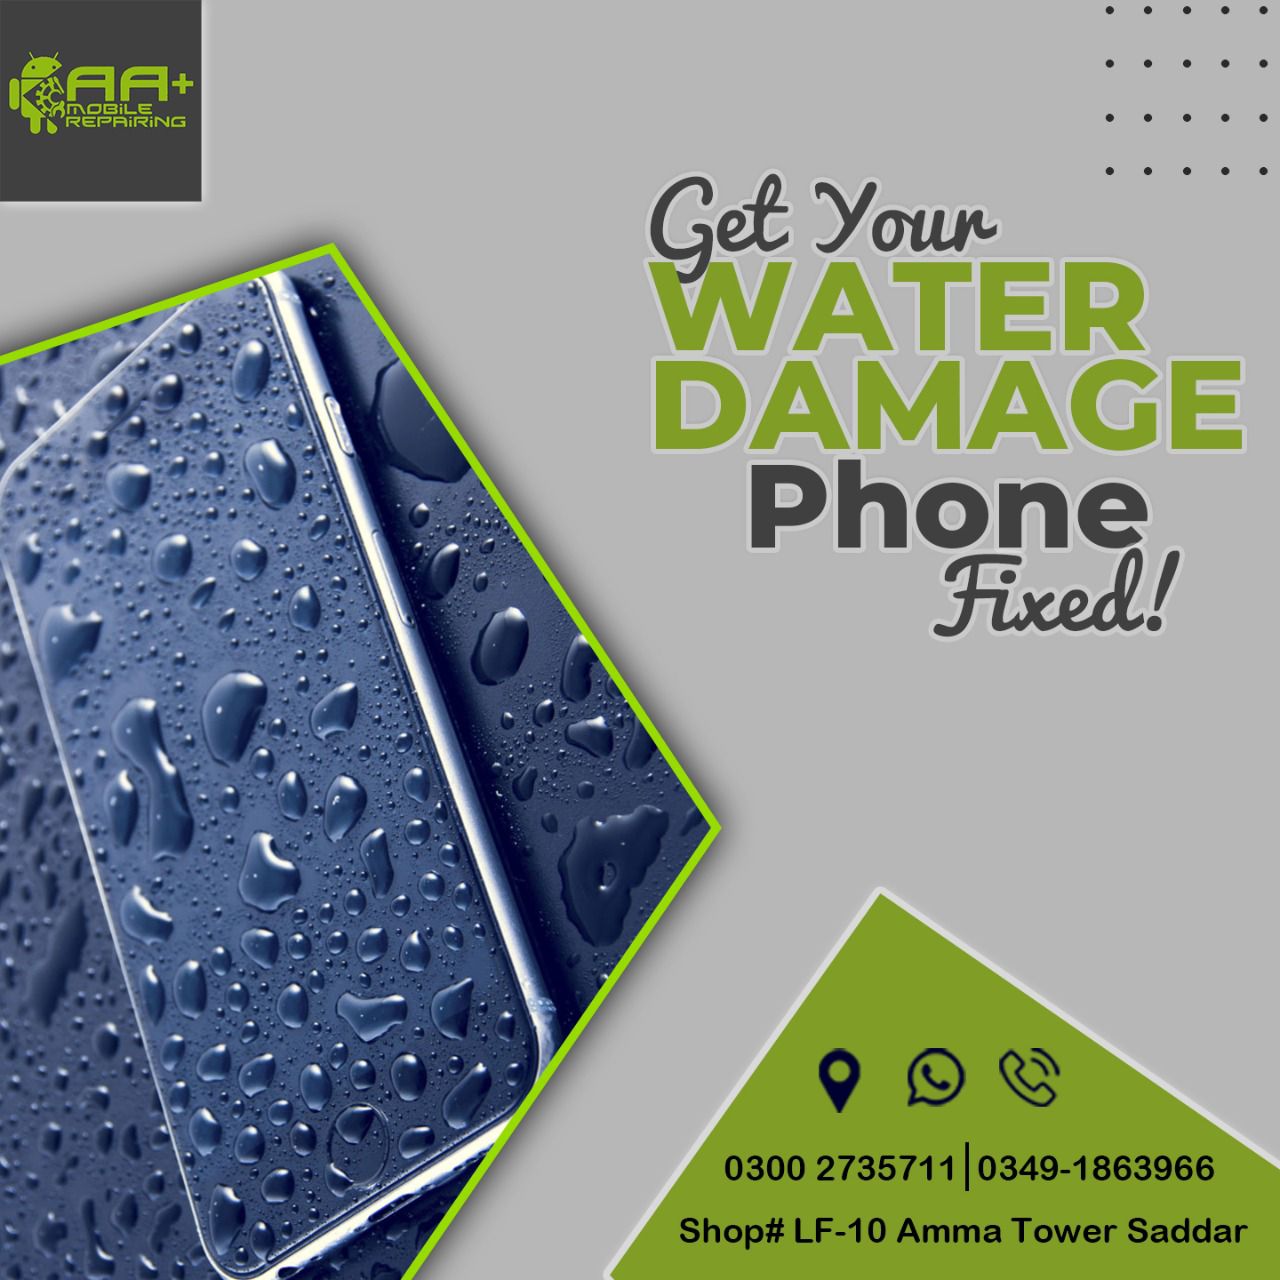 AA+
MOBILE
REPAIRING
Get Your
WATER
DAMAGE
Phone
Fixed!
0300 2735711 | 0349-1863966
Shop# LF-10 Amma Tower Saddar